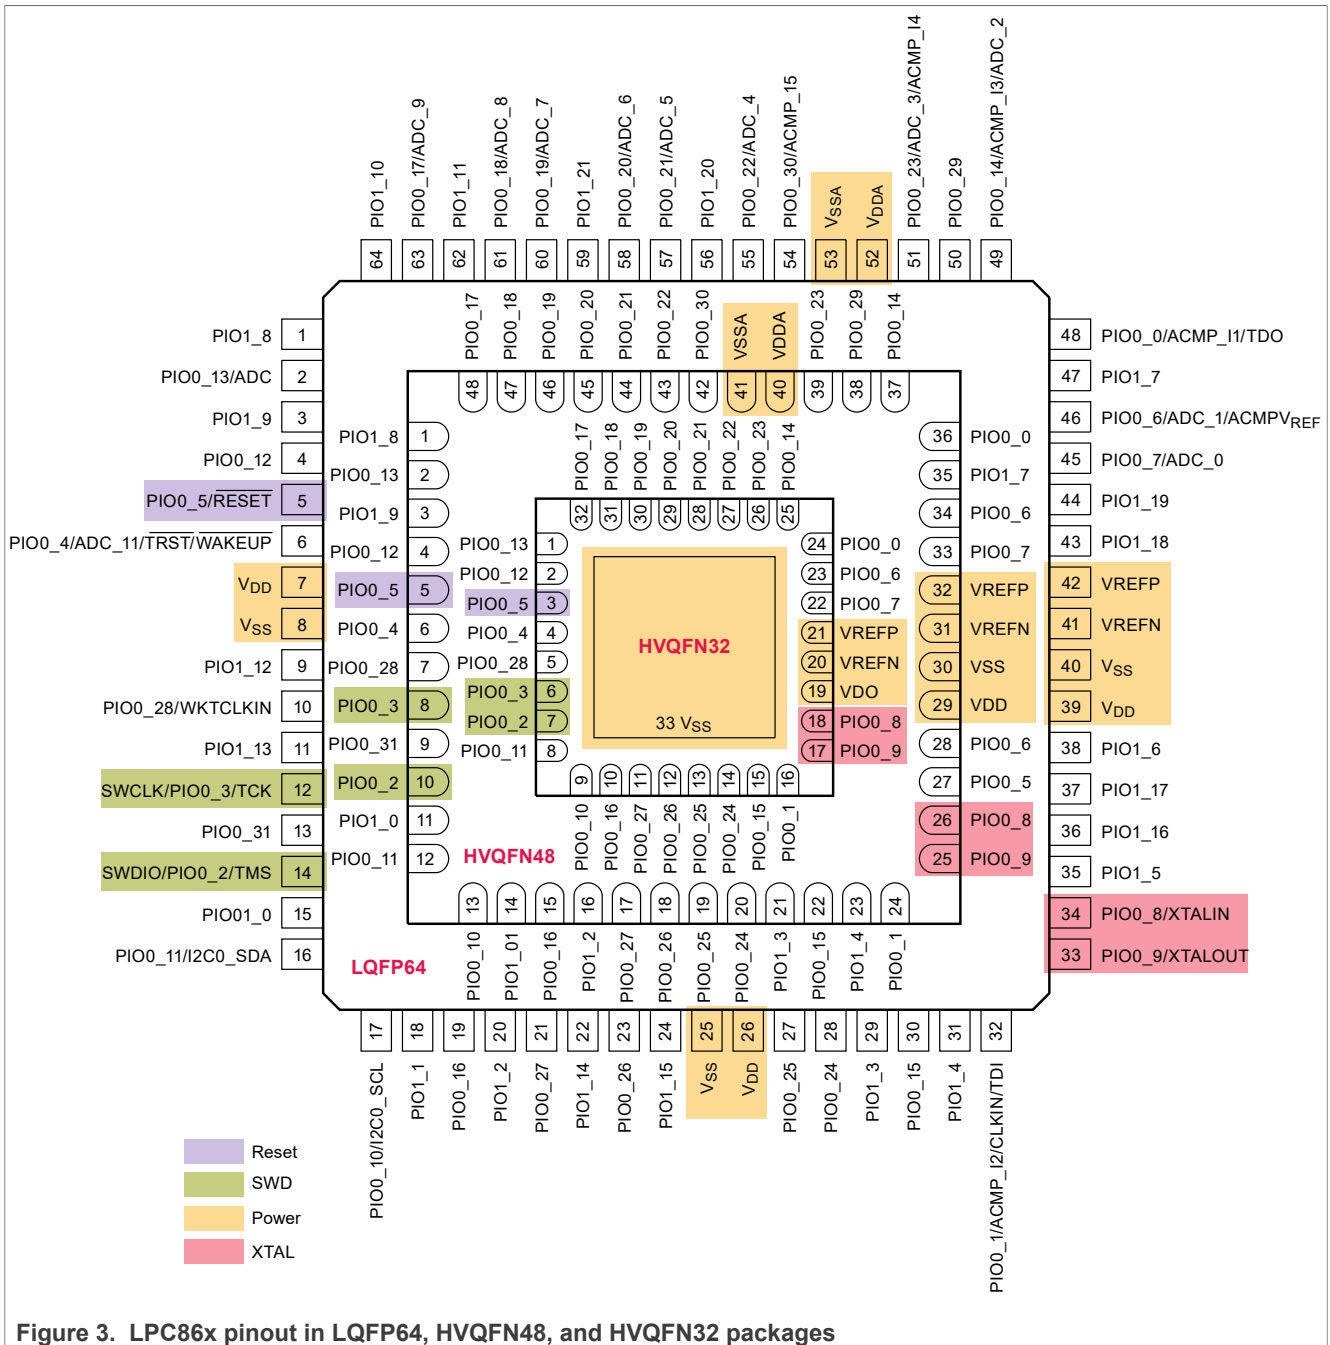 64 PIO1_10
63 PIO0_17/ADC_9
62 PIO1_11
61 PIO0_18/ADC_8
60 PIO0_19/ADC_7
59 PIO1_21
58 PIO0_20/ADC_6
57 PIO0_21/ADC_5
56 PIO1_20
55 PIO0_22/ADC_4
54 PIO0_30/ACMP_15
53 VSSA
52 VDDA
51 PIO0_23/ADC_3/ACMP_I4
50 PIO0_29
49 PIO0_14/ACMP_I3/ADC_2
PIO1_8 1
PIO0_13/ADC 2
PIO1_9 3
PIO0_12 4
PIO0_5/RESET 5
PIO0_4/ADC_11/TRST/WAKEUP 6
VDD 7
VSS 8
PIO1_12 9
PIO0_28/WKTCLKIN 10
PIO1_13 11
SWCLK/PIO0_3/TCK 12
PIO0_31 13
SWDIO/PIO0_2/TMS 14
PIO01_0 15
PIO0_11/I2C0_SDA 16
48 PIO0_0/ACMP_I1/TDO
47 PIO1_7
46 PIO0_6/ADC_1/ACMPVREF
45 PIO0_7/ADC_0
44 PIO1_19
43 PIO1_18
42 VREFP
41 VREFN
40 VSS
39 VDD
38 PIO1_6
37 PIO1_17
36 PIO1_16
35 PIO1_5
34 PIO0_8/XTALIN
33 PIO0_9/XTALOUT
48 PIO0_17
47 PIO0_18
46 PIO0_19
45 PIO0_20
44 PIO0_21
43 PIO0_22
42 PIO0_30
41 VSSA
40 VDDA
39 PIO0_23
38 PIO0_29
37 PIO0_14
PIO1_8 1
PIO0_13 2
PIO1_9 3
PIO0_12 4
PIO0_5 5
PIO0_4 6
PIO0_28 7
PIO0_3 8
PIO0_31 9
PIO0_2 10
PIO1_0 11
PIO0_11 12
36 PIO0_0
35 PIO1_7
34 PIO0_6
33 PIO0_7
32 VREFP
31 VREFN
30 VSS
29 VDD
28 PIO0_6
27 PIO0_5
26 PIO0_8
25 PIO0_9
32 PIO0_17
31 PIO0_18
30 PIO0_19
29 PIO0_20
28 PIO0_21
27 PIO0_22
26 PIO0_23
25 PIO0_14
PIO0_13 1
PIO0_12 2
PIO0_5 3
PIO0_4 4
PIO0_28 5
PIO0_3 6
PIO0_2 7
PIO0_11 8
24 PIO0_0
23 PIO0_6
22 PIO0_7
21 VREFP
20 VREFN
19 VDO
18 PIO0_8
17 PIO0_9
HVQFN32
33 VSS
9 PIO0_10
10 PIO0_16
11 PIO0_27
12 PIO0_26
13 PIO0_25
14 PIO0_24
15 PIO0_15
16 PIO0_1
HVQFN48
13 PIO0_10
14 PIO1_01
15 PIO0_16
16 PIO1_2
17 PIO0_27
18 PIO0_26
19 PIO0_25
20 PIO0_24
21 PIO1_3
22 PIO0_15
23 PIO1_4
24 PIO0_1
LQFP64
17 PIO0_10/I2C0_SCL
18 PIO1_1
19 PIO0_16
20 PIO1_2
21 PIO0_27
22 PIO1_14
23 PIO0_26
24 PIO1_15
25 VSS
26 VDD
27 PIO0_25
28 PIO0_24
29 PIO1_3
30 PIO0_15
31 PIO1_4
32 PIO0_1/ACMP_I2/CLKIN/TDI
Reset
SWD
Power
XTAL
Figure 3. LPC86x pinout in LQFP64, HVQFN48, and HVQFN32 packages